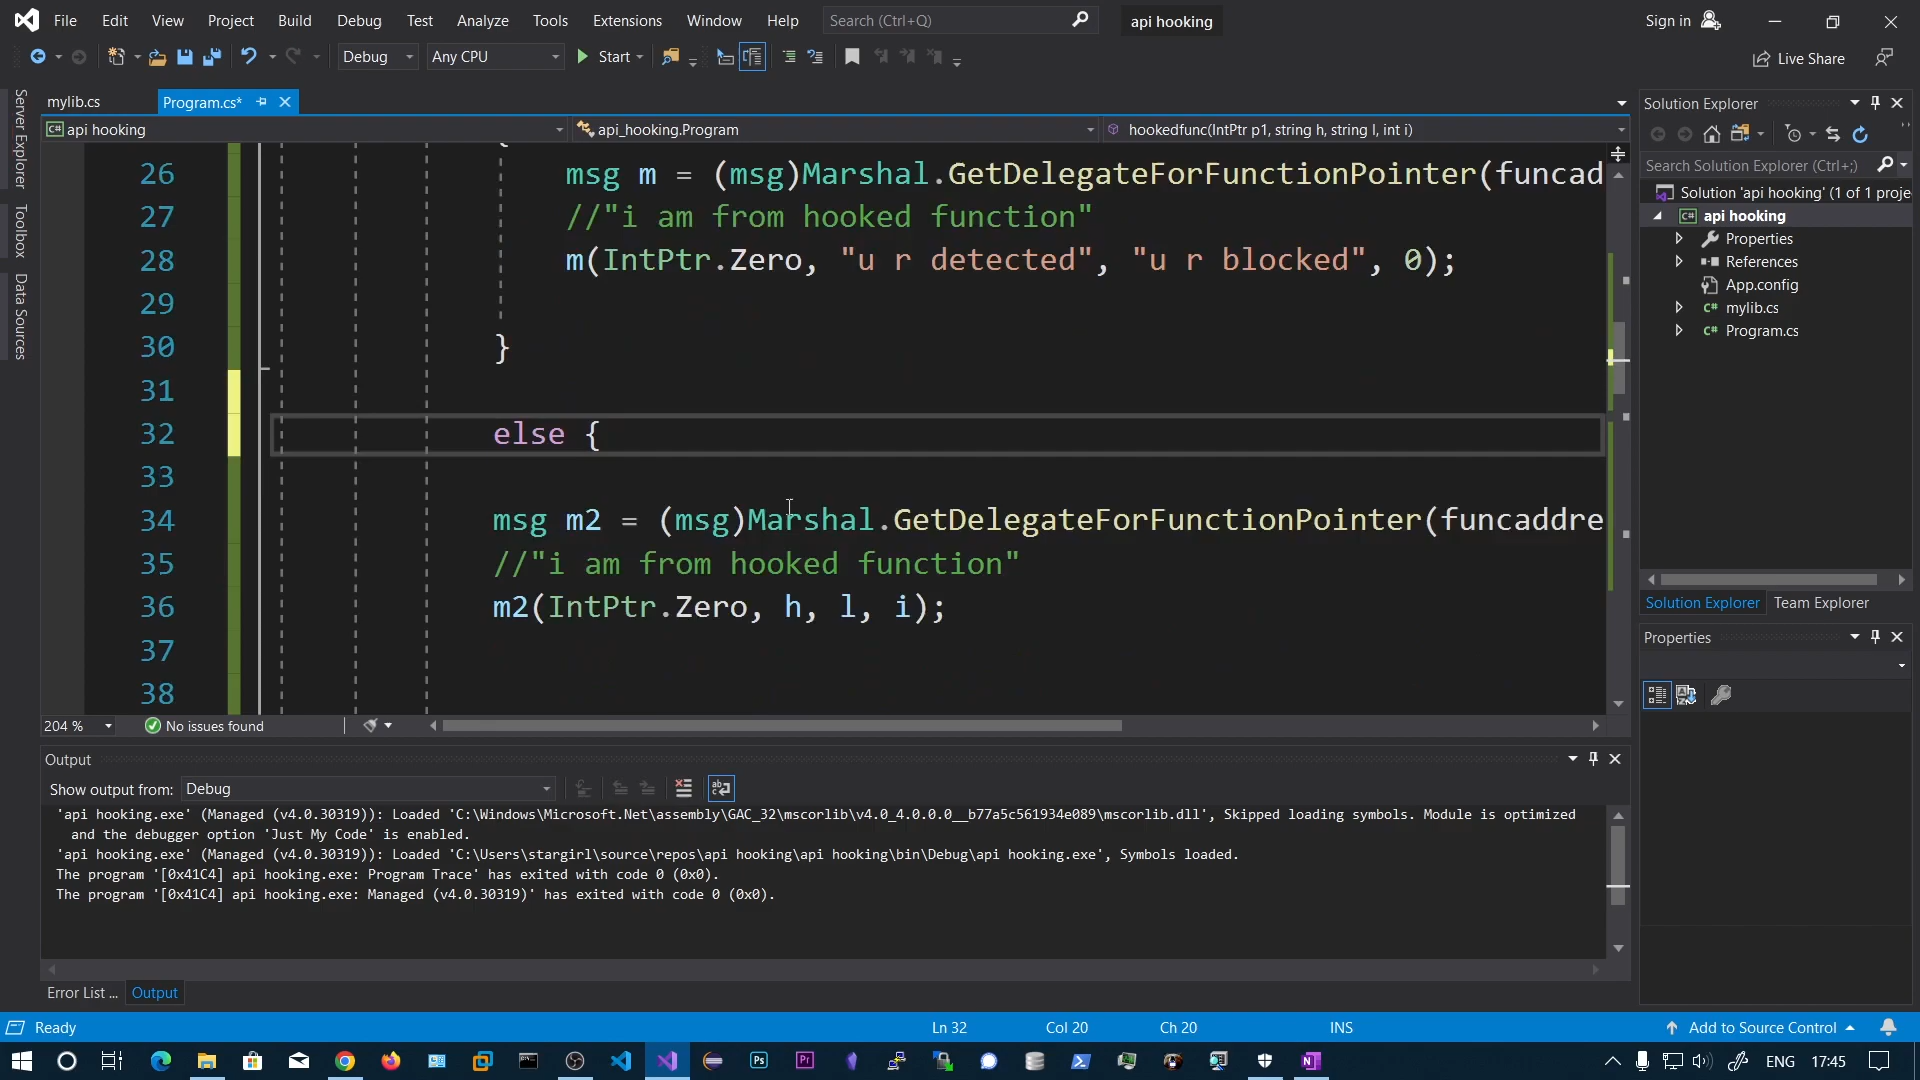 File Edit View Project Build Debug Test Analyze Tools Extensions Window Help Search (Ctrl+Q) api hooking Sign in
Debug Any CPU Start Live Share
mylib.cs Program.cs*
api hooking api_hooking.Program hookedfunc(IntPtr p1, string h, string l, int i)
26 msg m = (msg)Marshal.GetDelegateForFunctionPointer(funcad
27 //"i am from hooked function"
28 m(IntPtr.Zero, "u r detected", "u r blocked", 0);
29
30 }
31
32 else {
33
34 msg m2 = (msg)Marshal.GetDelegateForFunctionPointer(funcaddre
35 //"i am from hooked function"
36 m2(IntPtr.Zero, h, l, i);
37
38
204 % No issues found
Server Explorer
Toolbox
Data Sources
Solution Explorer
Search Solution Explorer (Ctrl+;)
Solution 'api hooking' (1 of 1 proje
C# api hooking
Properties
References
App.config
C# mylib.cs
C# Program.cs
Solution Explorer Team Explorer
Properties
Output
Show output from: Debug
'api hooking.exe' (Managed (v4.0.30319)): Loaded 'C:\Windows\Microsoft.Net\assembly\GAC_32\mscorlib\v4.0_4.0.0.0__b77a5c561934e089\mscorlib.dll', Skipped loading symbols. Module is optimized
and the debugger option 'Just My Code' is enabled.
'api hooking.exe' (Managed (v4.0.30319)): Loaded 'C:\Users\stargirl\source\repos\api hooking\api hooking\bin\Debug\api hooking.exe', Symbols loaded.
The program '[0x41C4] api hooking.exe: Program Trace' has exited with code 0 (0x0).
The program '[0x41C4] api hooking.exe: Managed (v4.0.30319)' has exited with code 0 (0x0).
Error List ... Output
Ready Ln 32 Col 20 Ch 20 INS Add to Source Control
Ps Pr ENG 17:45